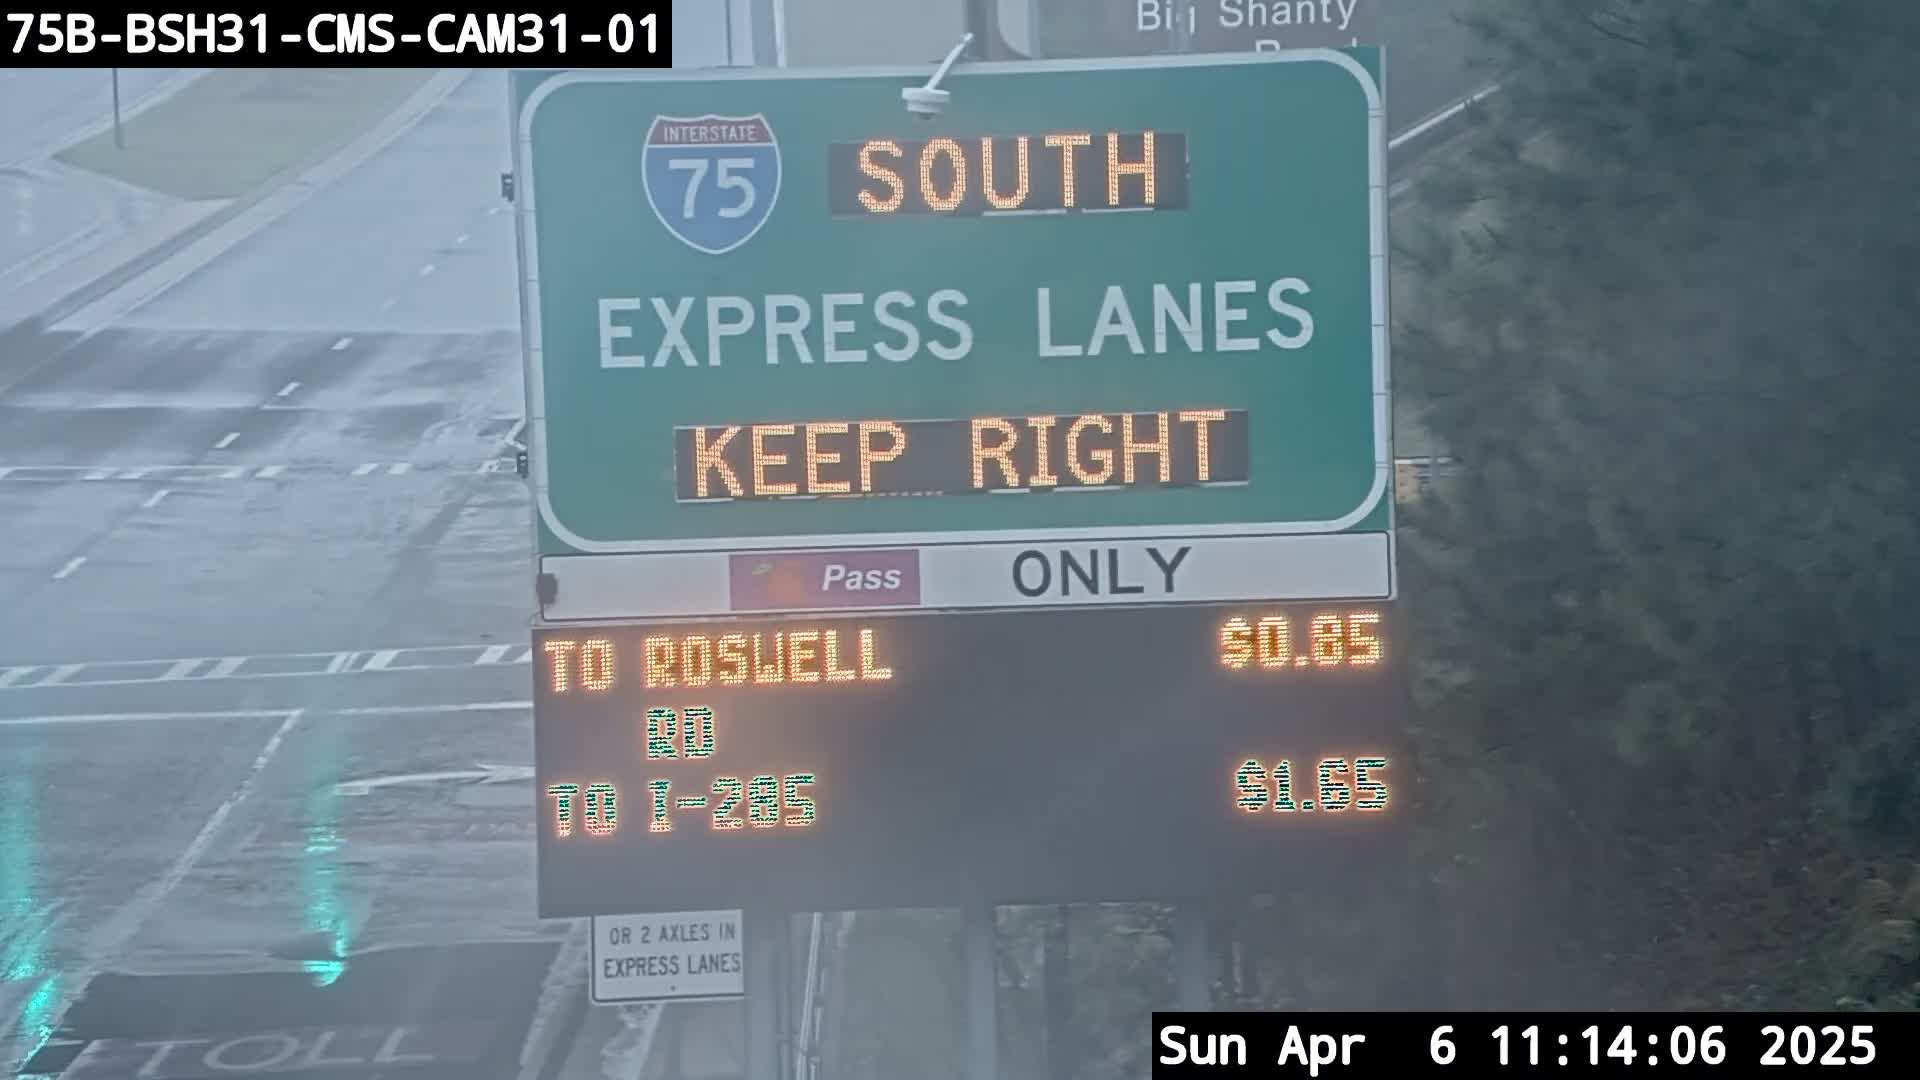 75B-BSH31-CMS-CAM31-01
Big Shanty
INTERSTATE
75
SOUTH
EXPRESS LANES
KEEP RIGHT
Pass ONLY
TO ROSWELL $0.85
RD
TO I-285 $1.65
OR 2 AXLES IN
EXPRESS LANES
TOLL
Sun Apr 6 11:14:06 2025